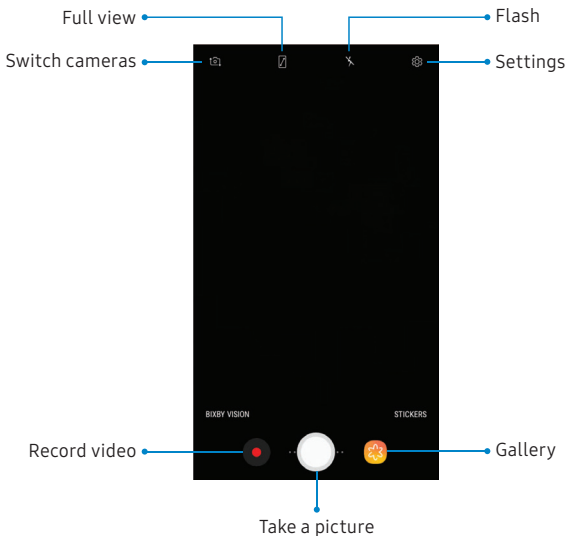 Full view
Flash
Switch cameras
Settings
BIXBY VISION
STICKERS
Record video
Gallery
Take a picture